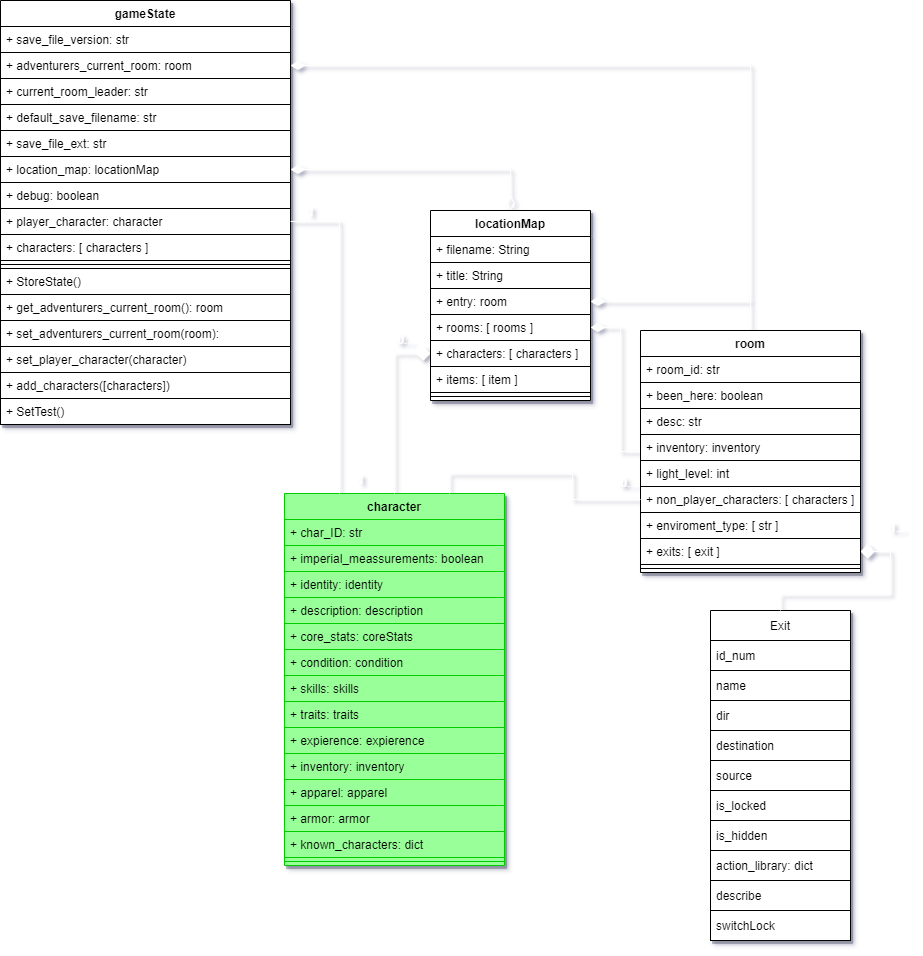 gameState
+ save_file_version: str
+ adventurers_current_room: room
+ current_room_leader: str
+ default_save_filename: str
+ save_file_ext: str
+ location_map: locationMap
+ debug: boolean
+ player_character: character
+ characters: [ characters ]
+ StoreState()
+ get_adventurers_current_room(): room
+ set_adventurers_current_room(room):
+ set_player_character(character)
+ add_characters([characters])
+ SetTest()
locationMap
+ filename: String
+ title: String
+ entry: room
+ rooms: [ rooms ]
+ characters: [ characters ]
+ items: [ item ]
room
+ room_id: str
+ been_here: boolean
+ desc: str
+ inventory: inventory
+ light_level: int
+ non_player_characters: [ characters ]
+ enviroment_type: [ str ]
+ exits: [ exit ]
character
+ char_ID: str
+ imperial_meassurements: boolean
+ identity: identity
+ description: description
+ core_stats: coreStats
+ condition: condition
+ skills: skills
+ traits: traits
+ expierence: expierence
+ inventory: inventory
+ apparel: apparel
+ armor: armor
+ known_characters: dict
Exit
id_num
name
dir
destination
source
is_locked
is_hidden
action_library: dict
describe
switchLock